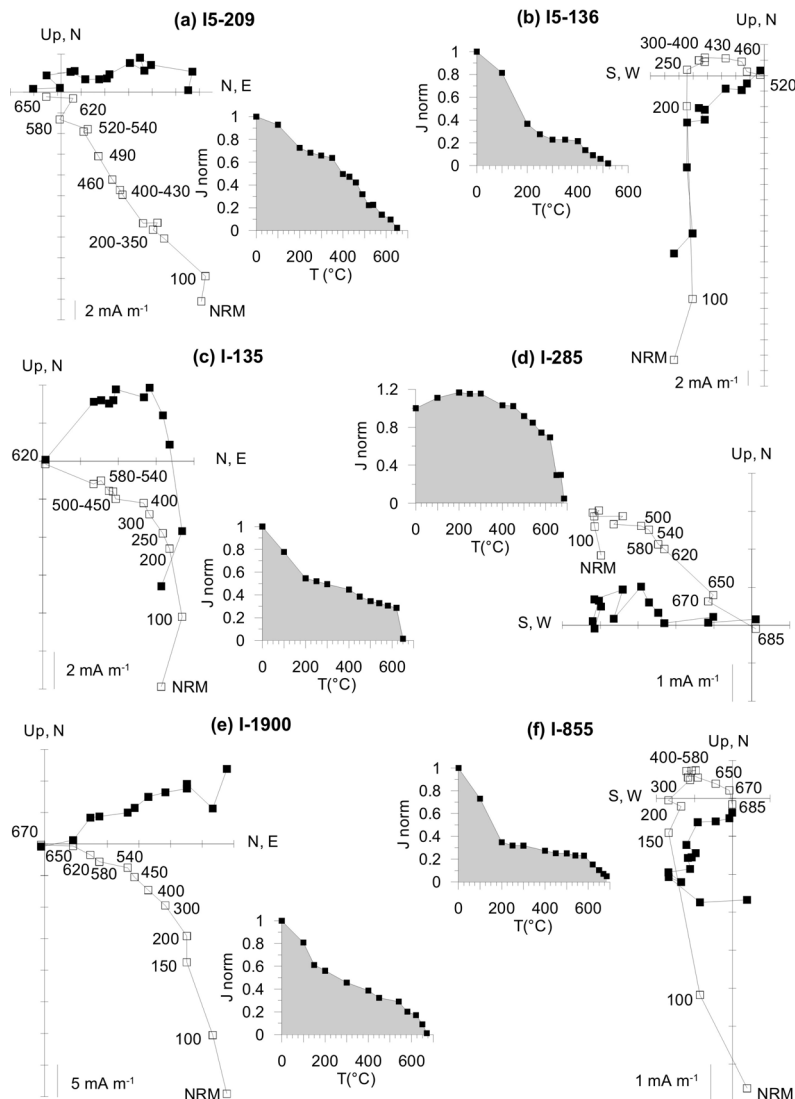 (a) I5-209
Up, N
N, E
650
620
580
520-540
490
460
400-430
200-350
100
NRM
2 mA m⁻¹
J norm
1
0.8
0.6
0.4
0.2
0
0 200 400 600
T (°C)
(b) I5-136
Up, N
300-400 430 460
250
S, W
520
200
100
NRM
2 mA m⁻¹
J norm
1
0.8
0.6
0.4
0.2
0
0 200 400 600
T(°C)
(c) I-135
Up, N
620
N, E
580-540
500-450
400
300
250
200
100
NRM
2 mA m⁻¹
J norm
1
0.8
0.6
0.4
0.2
0
0 200 400 600
T(°C)
(d) I-285
J norm
1.2
0.8
0.4
0
0 200 400 600
T(°C)
Up, N
500
540
100
580
620
NRM
650
670
S, W
685
1 mA m⁻¹
(e) I-1900
Up, N
670
N, E
650
620
580
540
450
400
300
200
150
100
NRM
5 mA m⁻¹
J norm
1
0.8
0.6
0.4
0.2
0
0 200 400 600
T(°C)
(f) I-855
J norm
1
0.8
0.6
0.4
0.2
0
0 200 400 600
T(°C)
Up, N
400-580
650
300
670
S, W
200
685
150
100
NRM
1 mA m⁻¹